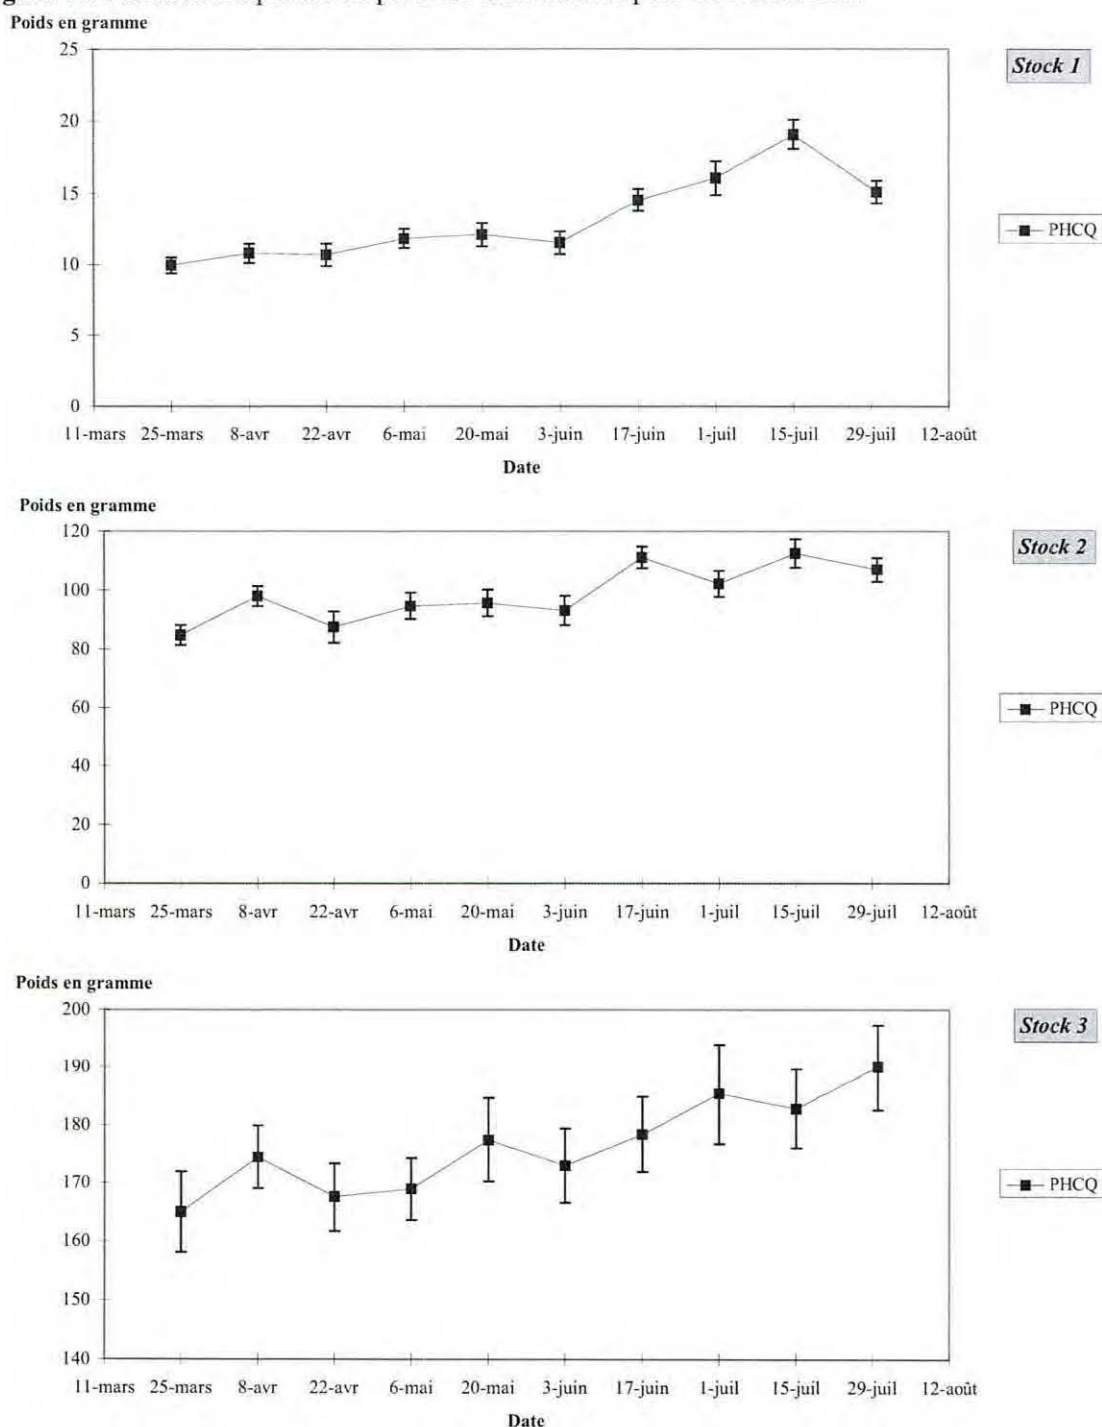 Poids en gramme
25
Stock 1
20
15
PHCQ
10
5
0
11-mars 25-mars 8-avr 22-avr 6-mai 20-mai 3-juin 17-juin 1-juil 15-juil 29-juil 12-août
Date
Poids en gramme
120
Stock 2
100
80
60
PHCQ
40
20
0
11-mars 25-mars 8-avr 22-avr 6-mai 20-mai 3-juin 17-juin 1-juil 15-juil 29-juil 12-août
Date
Poids en gramme
200
Stock 3
190
180
170
PHCQ
160
150
140
11-mars 25-mars 8-avr 22-avr 6-mai 20-mai 3-juin 17-juin 1-juil 15-juil 29-juil 12-août
Date